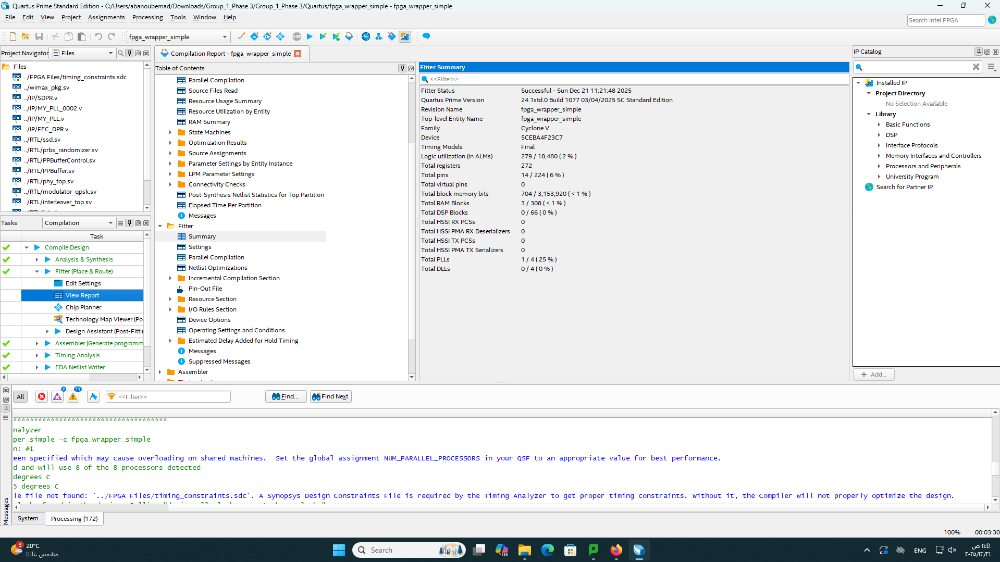 Quartus Prime Standard Edition - C:/Users/abanoubemad/Downloads/Group_1_Phase 3/Group_1_Phase 3/Quartus/fpga_wrapper_simple - fpga_wrapper_simple
File Edit View Project Assignments Processing Tools Window Help
Search Intel FPGA
fpga_wrapper_simple
STOP
Project Navigator
Files
Files
../FPGA Files/timing_constraints.sdc
../wimax_pkg.sv
../IP/SDPR.v
../IP/MY_PLL_0002.v
../IP/MY_PLL.v
../IP/FEC_DPR.v
../RTL/ssd.sv
../RTL/prbs_randomizer.sv
../RTL/PPBufferControl.sv
../RTL/PPBuffer.sv
../RTL/phy_top.sv
../RTL/modulator_qpsk.sv
../RTL/interleaver_top.sv
Tasks
Compilation
Task
Compile Design
Analysis & Synthesis
Fitter (Place & Route)
Edit Settings
View Report
Chip Planner
Technology Map Viewer (Po
Design Assistant (Post-Fittin
Assembler (Generate programm
Timing Analysis
EDA Netlist Writer
Compilation Report - fpga_wrapper_simple
Table of Contents
Parallel Compilation
Source Files Read
Resource Usage Summary
Resource Utilization by Entity
RAM Summary
State Machines
Optimization Results
Source Assignments
Parameter Settings by Entity Instance
LPM Parameter Settings
Connectivity Checks
Post-Synthesis Netlist Statistics for Top Partition
Elapsed Time Per Partition
Messages
Fitter
Summary
Settings
Parallel Compilation
Netlist Optimizations
Incremental Compilation Section
Pin-Out File
Resource Section
I/O Rules Section
Device Options
Operating Settings and Conditions
Estimated Delay Added for Hold Timing
Messages
Suppressed Messages
Assembler
Fitter Summary
<<Filter>>
Fitter Status Successful - Sun Dec 21 11:21:48 2025
Quartus Prime Version 24.1std.0 Build 1077 03/04/2025 SC Standard Edition
Revision Name fpga_wrapper_simple
Top-level Entity Name fpga_wrapper_simple
Family Cyclone V
Device 5CEBA4F23C7
Timing Models Final
Logic utilization (in ALMs) 279 / 18,480 ( 2 % )
Total registers 272
Total pins 14 / 224 ( 6 % )
Total virtual pins 0
Total block memory bits 704 / 3,153,920 ( < 1 % )
Total RAM Blocks 3 / 308 ( < 1 % )
Total DSP Blocks 0 / 66 ( 0 % )
Total HSSI RX PCSs 0
Total HSSI PMA RX Deserializers 0
Total HSSI TX PCSs 0
Total HSSI PMA TX Serializers 0
Total PLLs 1 / 4 ( 25 % )
Total DLLs 0 / 4 ( 0 % )
IP Catalog
Installed IP
Project Directory
No Selection Available
Library
Basic Functions
DSP
Interface Protocols
Memory Interfaces and Controllers
Processors and Peripherals
University Program
Search for Partner IP
+ Add...
All
2
11
<<Filter>>
Find...
Find Next
*************************************
nalyzer
per_simple -c fpga_wrapper_simple
n: #1
een specified which may cause overloading on shared machines.  Set the global assignment NUM_PARALLEL_PROCESSORS in your QSF to an appropriate value for best performance.
d and will use 8 of the 8 processors detected
degrees C
5 degrees C
le file not found: '../FPGA Files/timing_constraints.sdc'. A Synopsys Design Constraints File is required by the Timing Analyzer to get proper timing constraints. Without it, the Compiler will not properly optimize the design.
Messages
System
Processing (172)
100% 00:03:30
3
20°C
مشمس غالبًا
Search
M365
ENG
١١:٤١ ص
٢٠٢٥/١٢/٢١